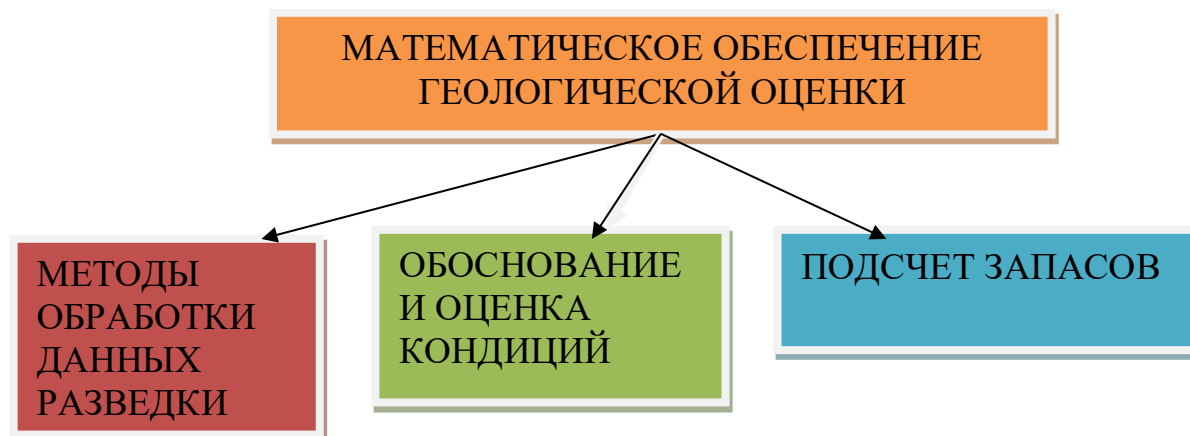 МАТЕМАТИЧЕСКОЕ ОБЕСПЕЧЕНИЕ
ГЕОЛОГИЧЕСКОЙ ОЦЕНКИ
МЕТОДЫ
ОБРАБОТКИ
ДАННЫХ
РАЗВЕДКИ
ОБОСНОВАНИЕ
И ОЦЕНКА
КОНДИЦИЙ
ПОДСЧЕТ ЗАПАСОВ